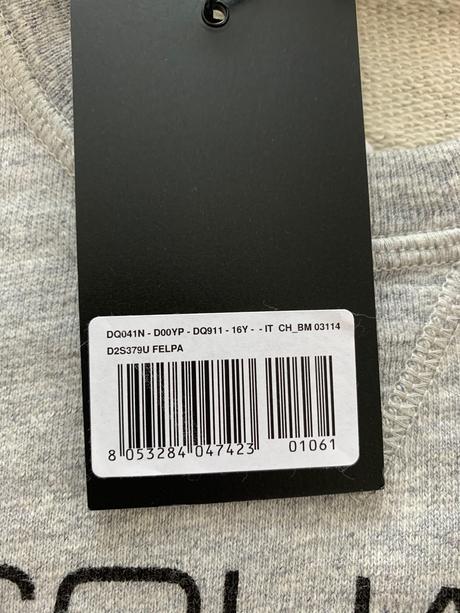 DQ041N - D00YP - DQ911 - 16Y - - IT CH_BM 03114
D2S379U FELPA
8 053284 047423 01061